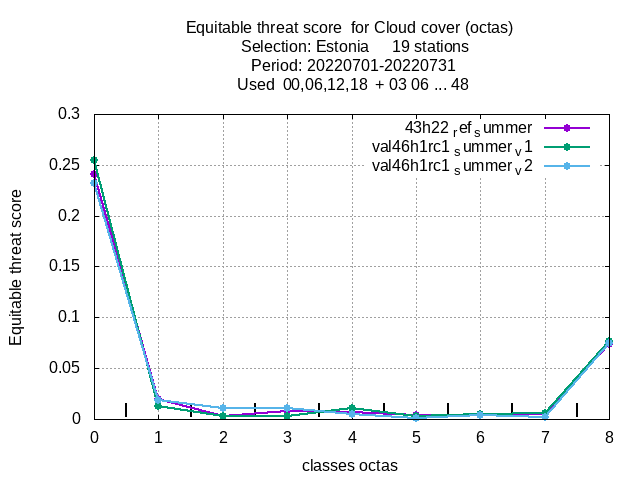 Equitable threat score for Cloud cover (octas)
Selection: Estonia 19 stations
Period: 20220701-20220731
Used 00,06,12,18 + 03 06 ... 48
43h22 ref summer
val46h1rc1 summer v1
val46h1rc1 summer v2
Equitable threat score
0.3
0.25
0.2
0.15
0.1
0.05
0
0 1 2 3 4 5 6 7 8
classes octas